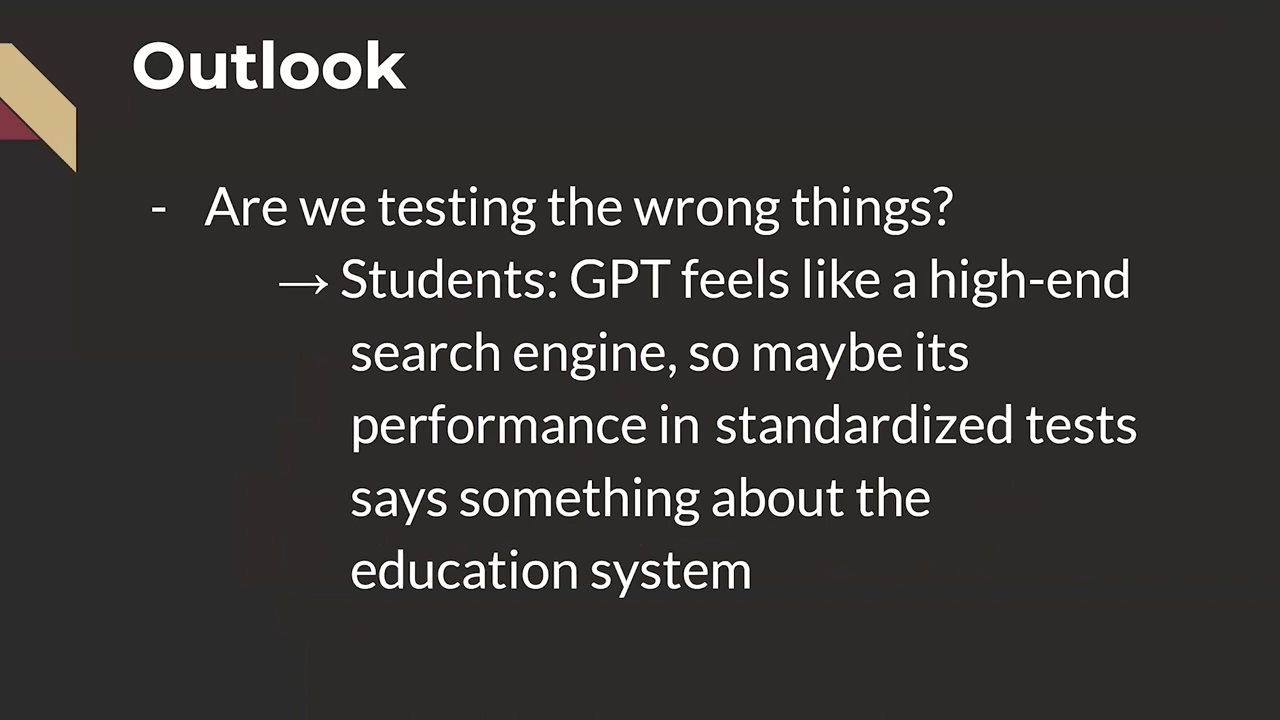 Outlook
- Are we testing the wrong things?
→ Students: GPT feels like a high-end
search engine, so maybe its
performance in standardized tests
says something about the
education system